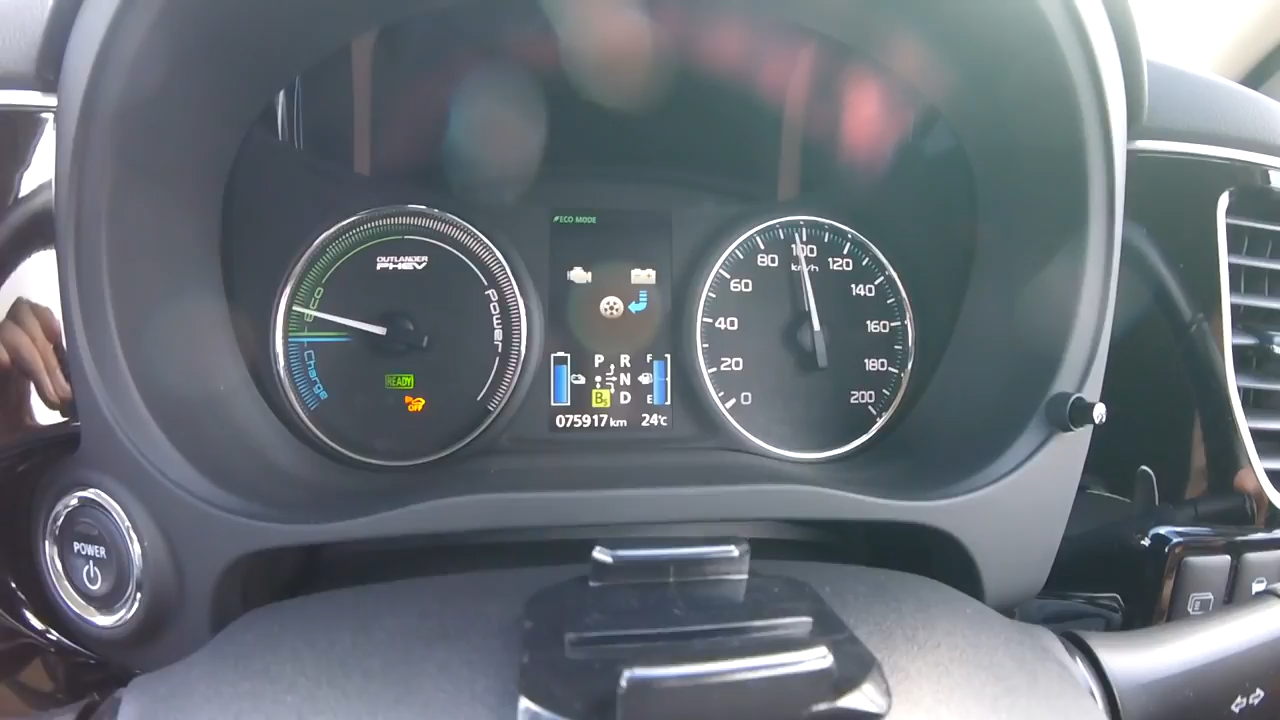 ECO MODE
OUTLANDER
PHEV
eco
Power
Charge
READY
OFF
P R
N
B5 D
F
E
075917 km 24°C
0
20
40
60
80
100
120
140
160
180
200
km/h
POWER